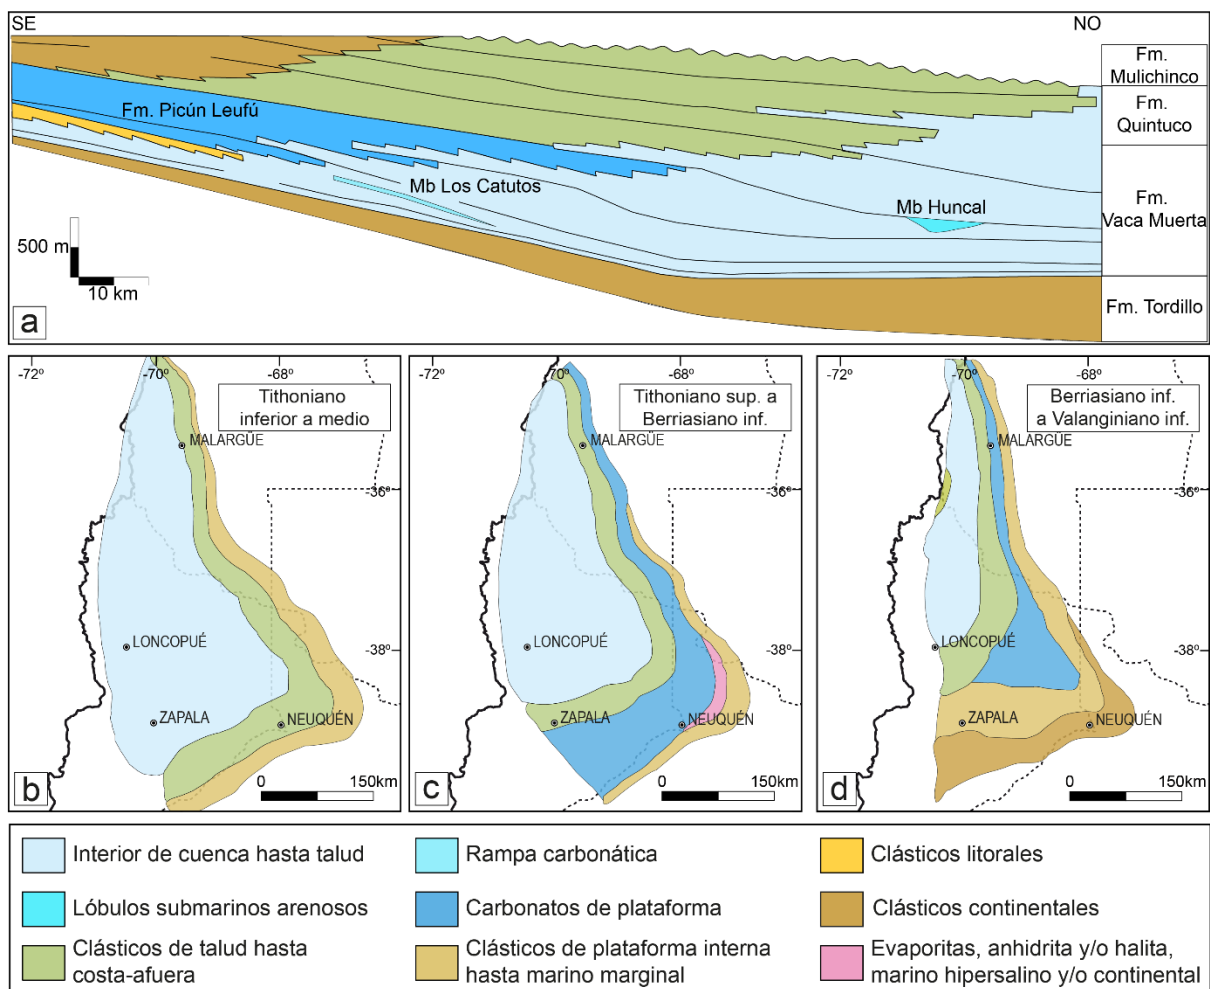 SE
NO
Fm.
Mulichinco
Fm. Picún Leufú
Fm.
Quintuco
Mb Los Catutos
Mb Huncal
Fm.
Vaca Muerta
500 m
10 km
Fm. Tordillo
a
-72º
-70º
-68º
Tithoniano
inferior a medio
MALARGÜE
LONCOPUÉ
ZAPALA
NEUQUÉN
0
150km
b
-72º
-70º
-68º
Tithoniano sup. a
Berriasiano inf.
MALARGÜE
-36º
LONCOPUÉ
-38º
ZAPALA
NEUQUÉN
0
150km
c
-72º
-70º
-68º
Berriasiano inf.
a Valanginiano inf.
MALARGÜE
-36º
LONCOPUÉ
-38º
ZAPALA
NEUQUÉN
0
150km
d
-36º
-38º
Interior de cuenca hasta talud
Rampa carbonática
Clásticos litorales
Lóbulos submarinos arenosos
Carbonatos de plataforma
Clásticos continentales
Clásticos de talud hasta
costa-afuera
Clásticos de plataforma interna
hasta marino marginal
Evaporitas, anhidrita y/o halita,
marino hipersalino y/o continental